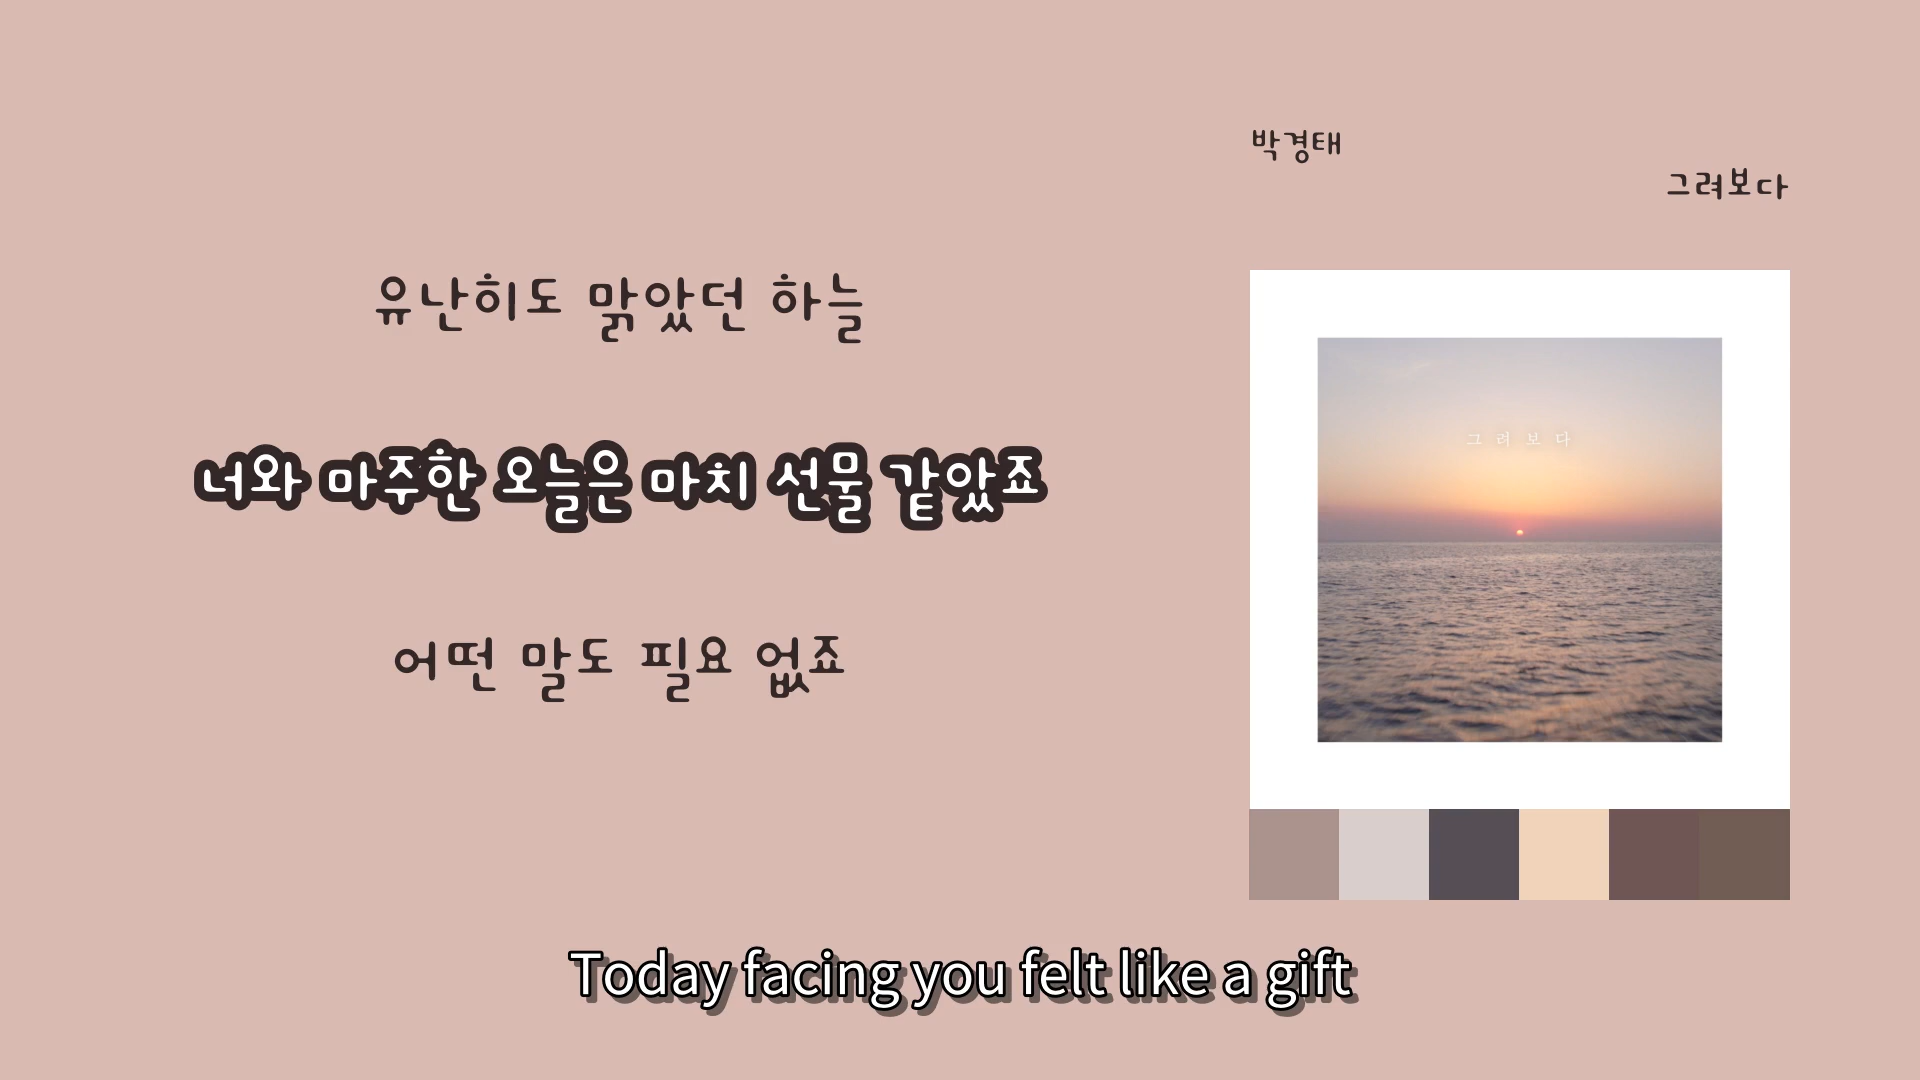 박경태
그려보다
유난히도 맑았던 하늘
너와 마주한 오늘은 마치 선물 같았죠
어떤 말도 필요 없죠
그려보다
Today facing you felt like a gift